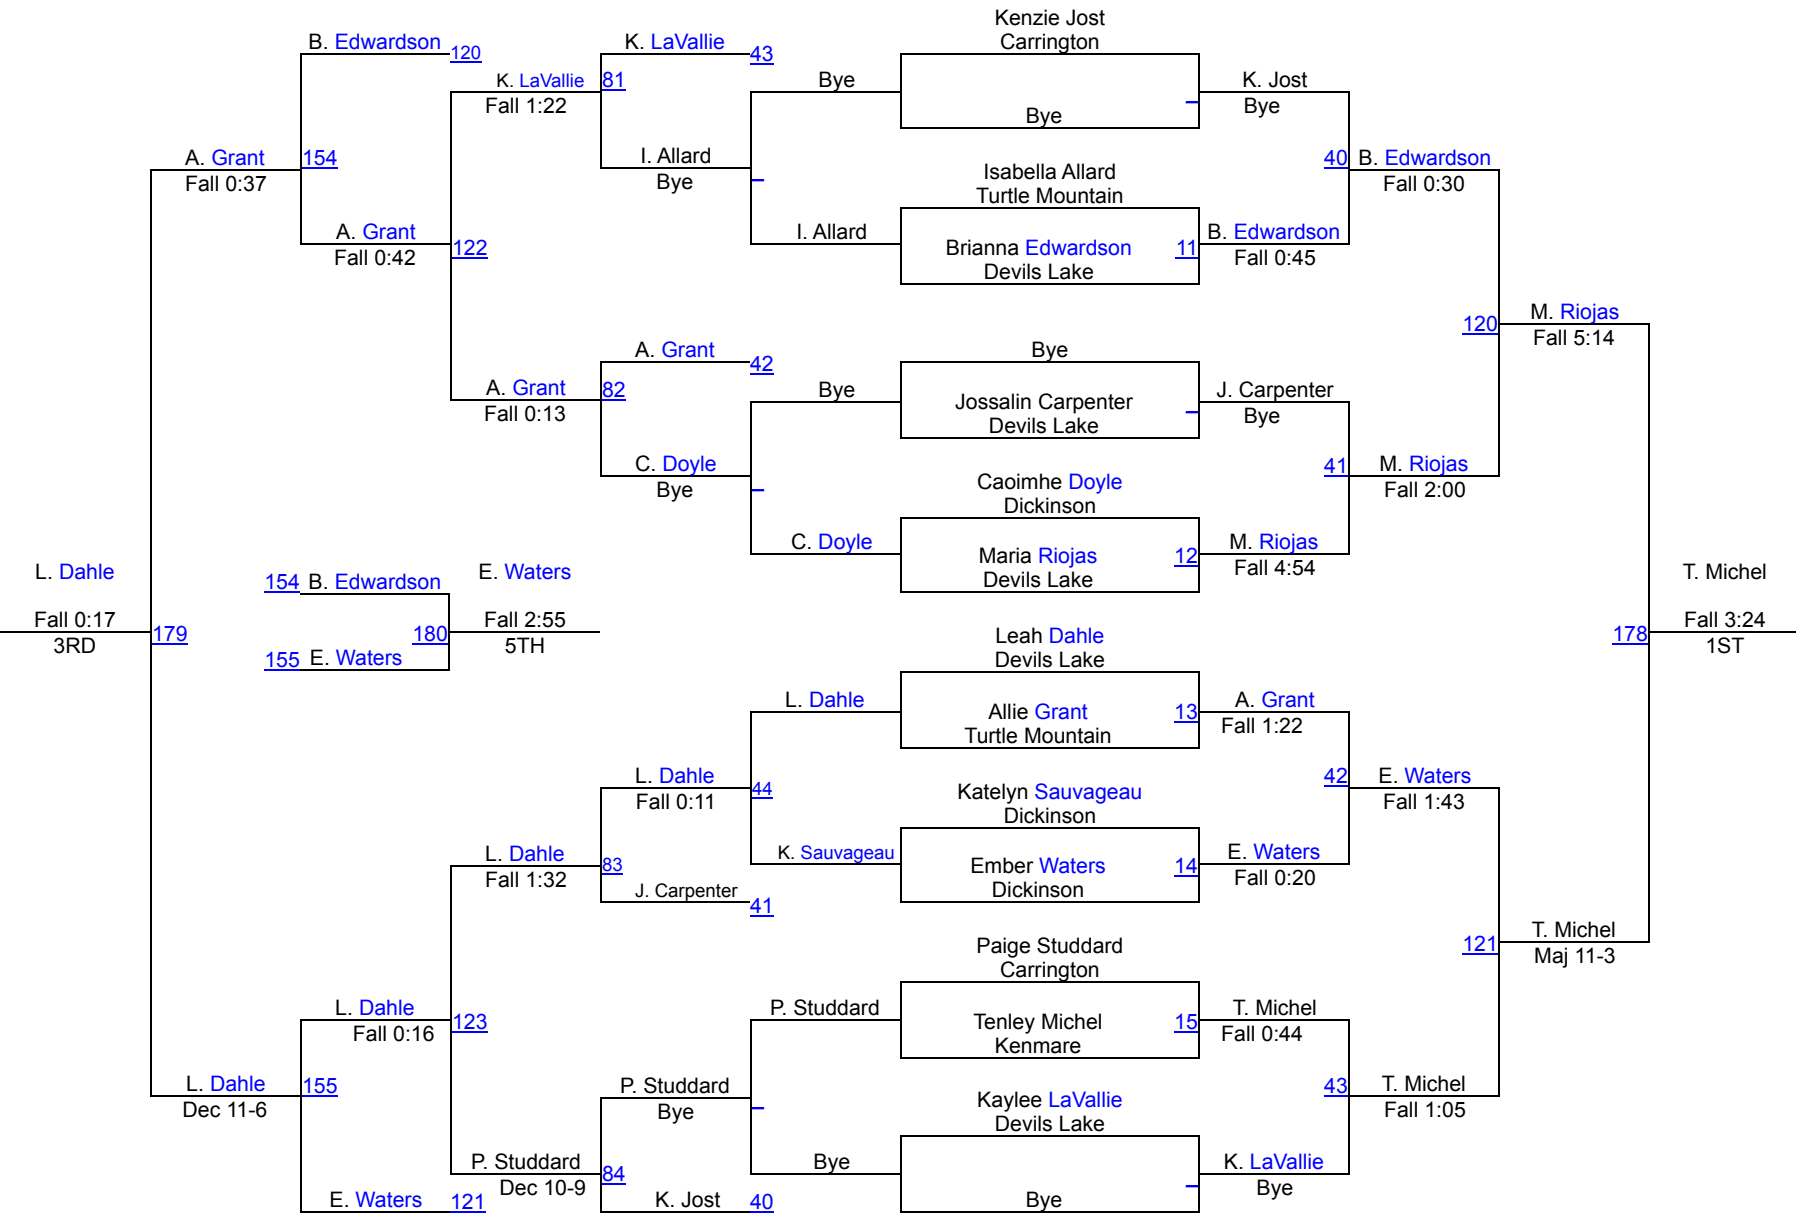 Kenzie Jost
Carrington
B. Edwardson 120
K. LaVallie 43
K. LaVallie 81
Fall 1:22
Bye
Bye
K. Jost
Bye
A. Grant 154
Fall 0:37
I. Allard
Bye
Isabella Allard
Turtle Mountain
40 B. Edwardson
Fall 0:30
A. Grant 122
Fall 0:42
I. Allard
Brianna Edwardson 11
Devils Lake
B. Edwardson
Fall 0:45
120 M. Riojas
Fall 5:14
A. Grant 42
Bye
A. Grant 82
Fall 0:13
Bye
Jossalin Carpenter
Devils Lake
J. Carpenter
Bye
C. Doyle
Bye
Caoimhe Doyle
Dickinson
41 M. Riojas
Fall 2:00
C. Doyle
Maria Riojas 12
Devils Lake
M. Riojas
Fall 4:54
L. Dahle
Fall 0:17
3RD
179
154 B. Edwardson
155 E. Waters
180
E. Waters
Fall 2:55
5TH
T. Michel
178 Fall 3:24
1ST
Leah Dahle
Devils Lake
L. Dahle
Allie Grant 13
Turtle Mountain
A. Grant
Fall 1:22
L. Dahle 44
Fall 0:11
Katelyn Sauvageau
Dickinson
42 E. Waters
Fall 1:43
L. Dahle 83
Fall 1:32
K. Sauvageau
Ember Waters 14
Dickinson
E. Waters
Fall 0:20
J. Carpenter 41
Paige Studdard
Carrington
121 T. Michel
Maj 11-3
L. Dahle 123
Fall 0:16
P. Studdard
Tenley Michel 15
Kenmare
T. Michel
Fall 0:44
L. Dahle 155
Dec 11-6
P. Studdard
Bye
Kaylee LaVallie
Devils Lake
43 T. Michel
Fall 1:05
P. Studdard 84
Dec 10-9
Bye
K. LaVallie
Bye
E. Waters 121
K. Jost 40
Bye